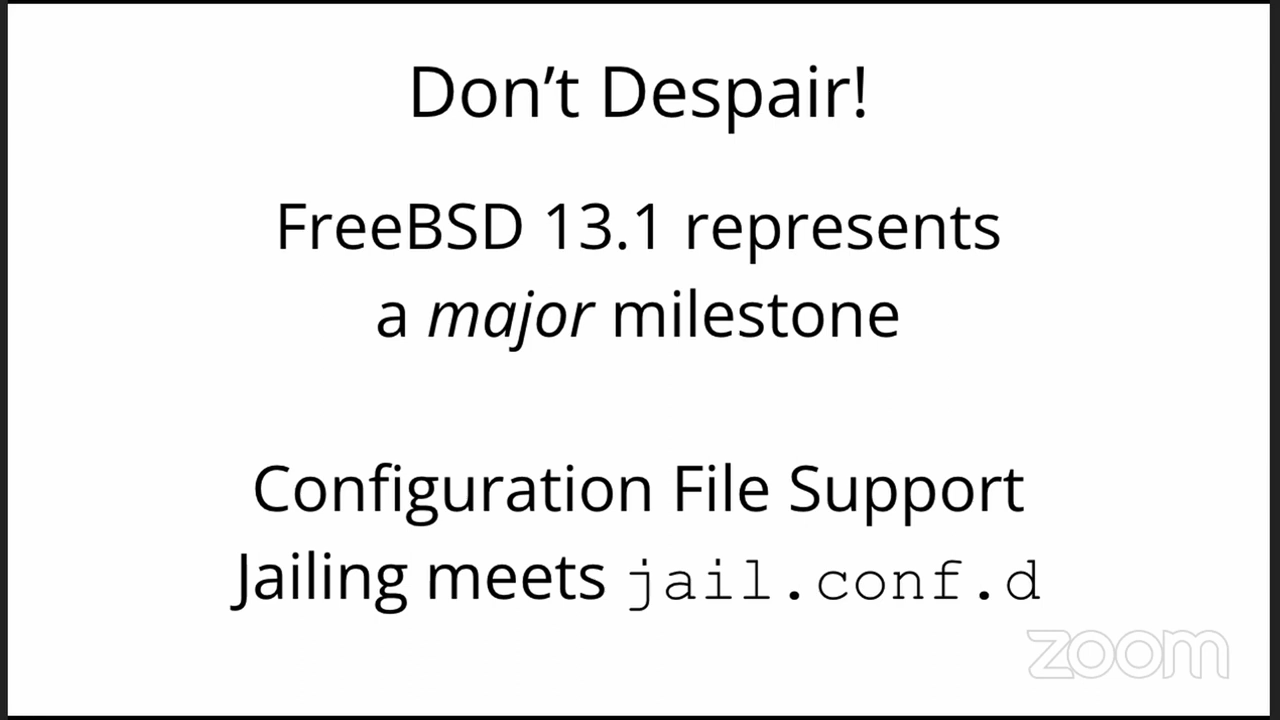 Don’t Despair!
FreeBSD 13.1 represents
a major milestone
Configuration File Support
Jailing meets jail.conf.d
zoom